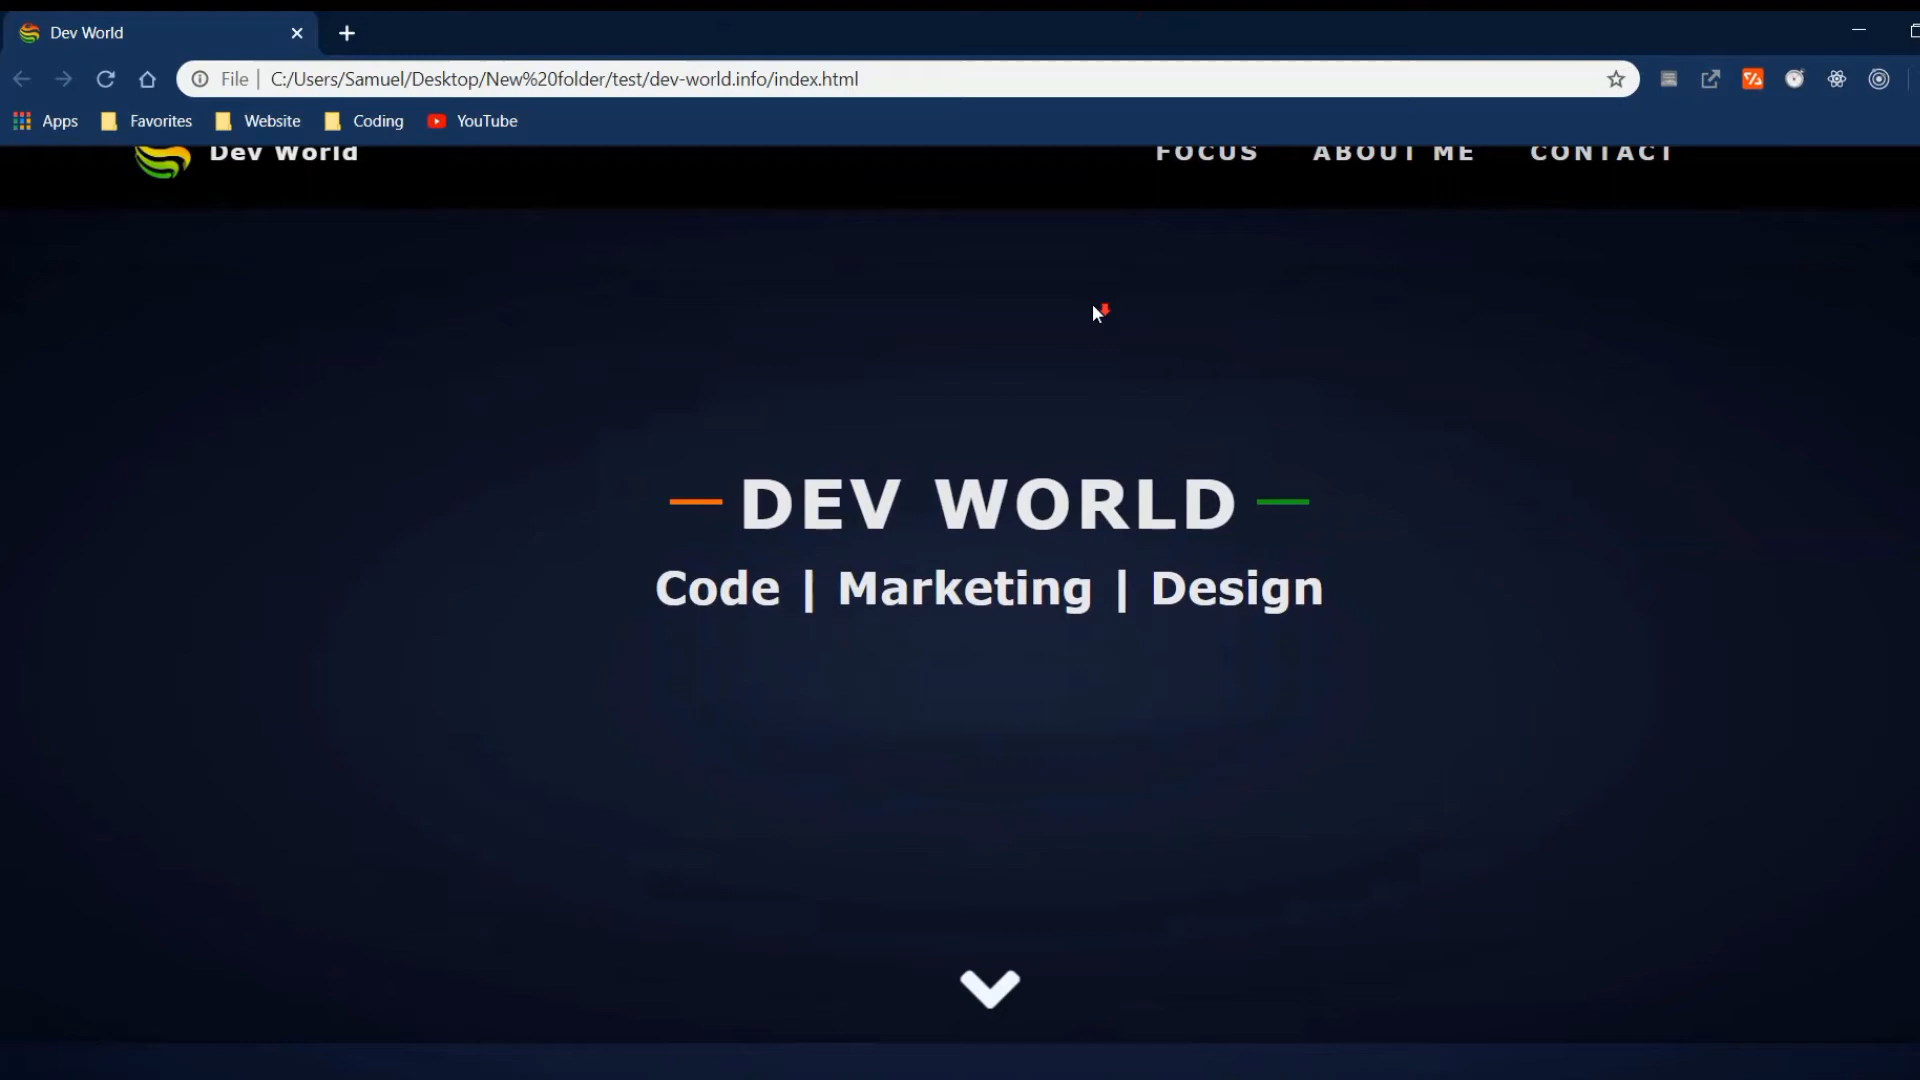 Dev World
File | C:/Users/Samuel/Desktop/New%20folder/test/dev-world.info/index.html
Apps Favorites Website Coding YouTube
Dev World FOCUS ABOUT ME CONTACT
DEV WORLD
Code | Marketing | Design